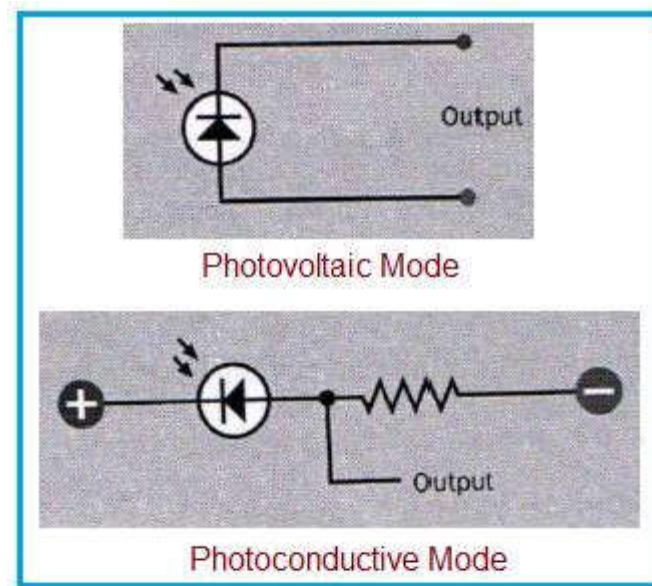 Output
Photovoltaic Mode
+ −
Output
Photoconductive Mode